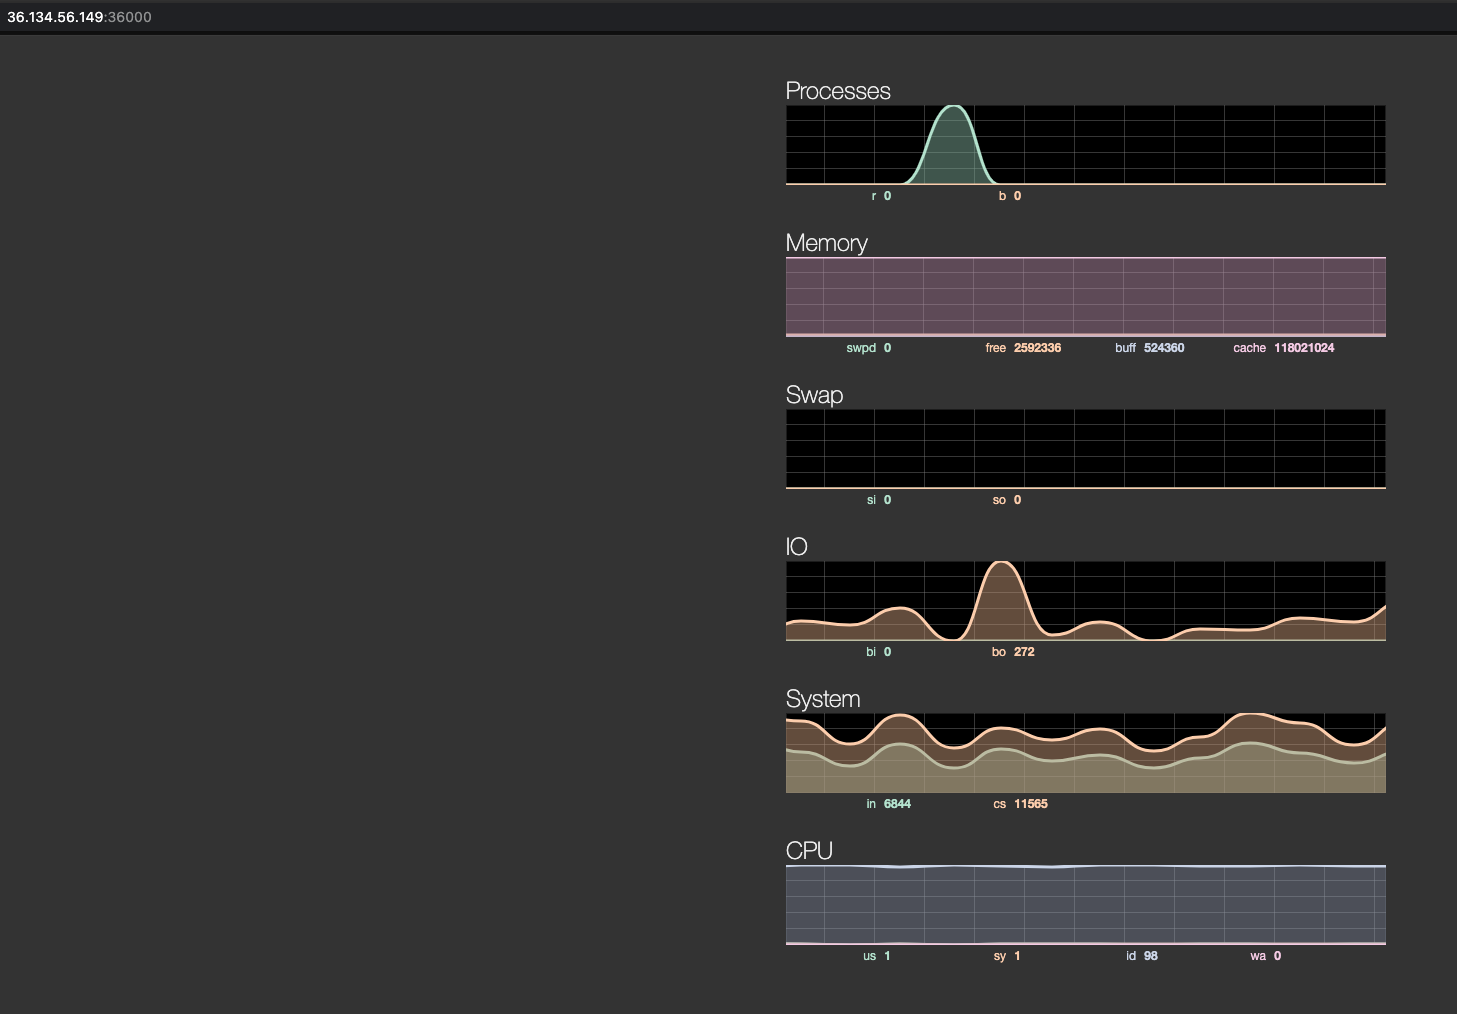 36.134.56.149:36000
Processes
r 0 b 0
Memory
swpd 0 free 2592336 buff 524360 cache 118021024
Swap
si 0 so 0
IO
bi 0 bo 272
System
in 6844 cs 11565
CPU
us 1 sy 1 id 98 wa 0